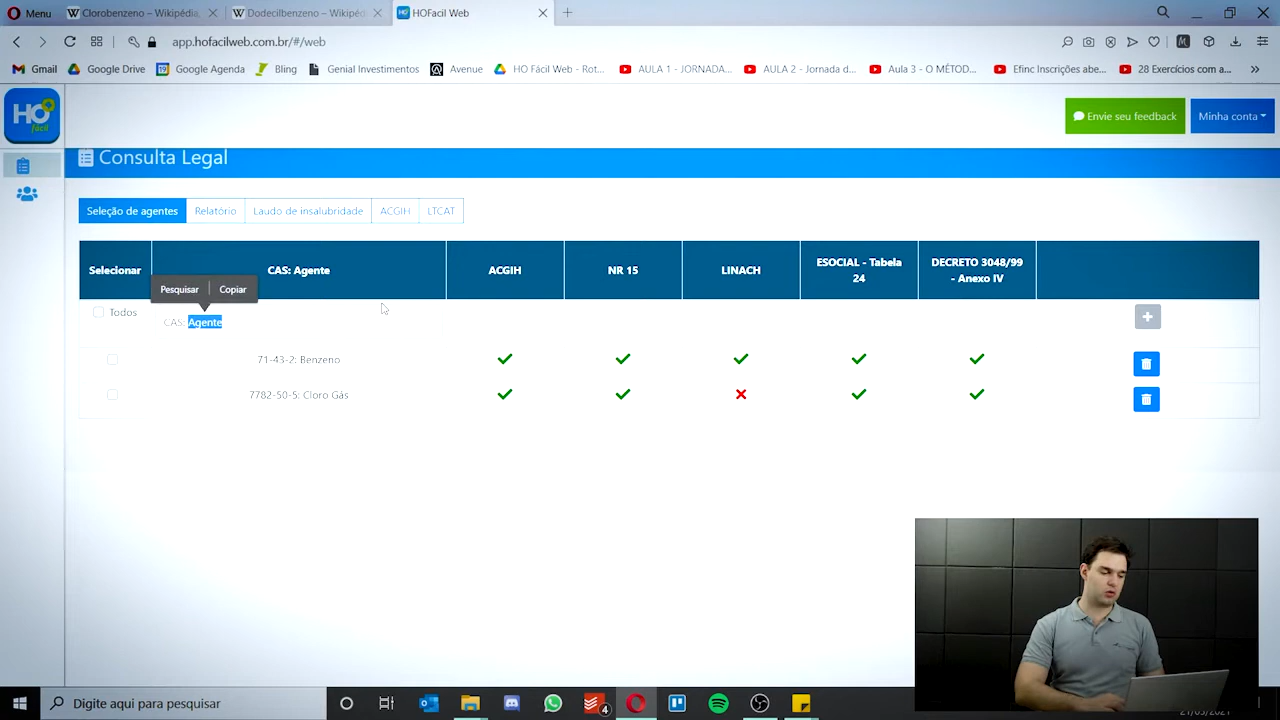 Menu
Clorobenzeno – Wikipédia,
Dodecilbenzeno – Wikipéd
HOFacil Web
app.hofacilweb.com.br/#/web
Gmail
Google Drive
Google Agenda
Bling
Genial Investimentos
Avenue
HO Fácil Web - Rot...
AULA 1 - JORNADA...
AULA 2 - Jornada d...
Aula 3 - O MÉTOD...
Efinc Inscrições abe...
28 Exercícios com a...
HO
fácil
Envie seu feedback
Minha conta
Consulta Legal
Seleção de agentes
Relatório
Laudo de insalubridade
ACGIH
LTCAT
Selecionar
CAS: Agente
ACGIH
NR 15
LINACH
ESOCIAL - Tabela
24
DECRETO 3048/99
- Anexo IV
Pesquisar
Copiar
Todos
CAS: Agente
71-43-2: Benzeno
7782-50-5: Cloro Gás
Digite aqui para pesquisar
4